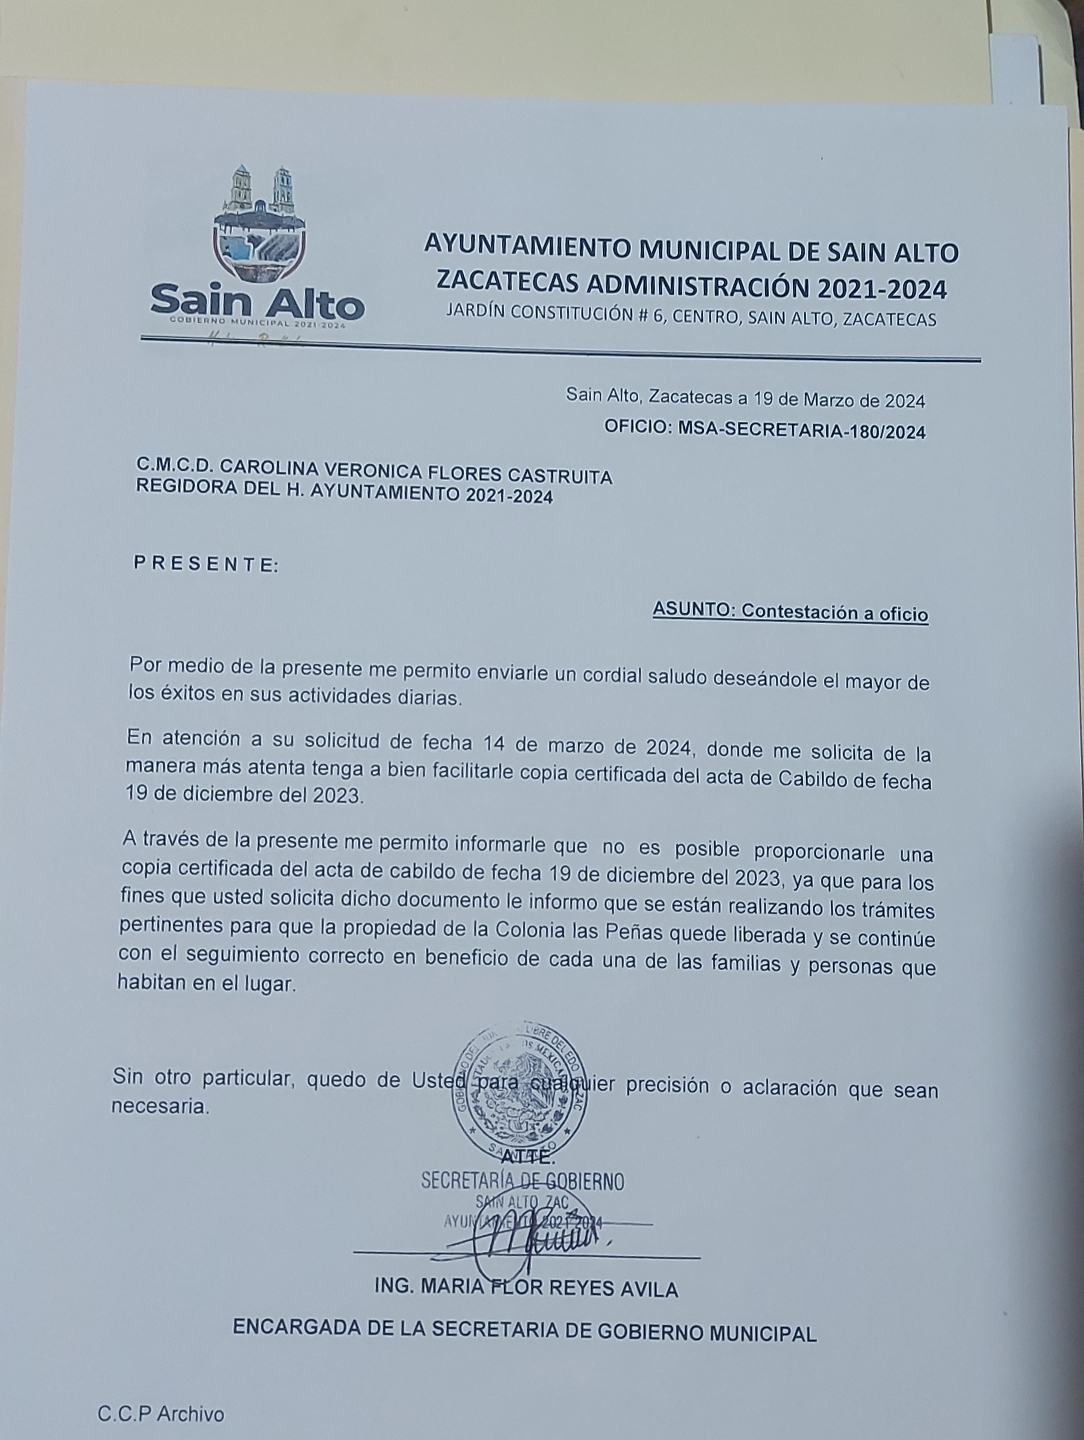 Sain Alto
GOBIERNO MUNICIPAL 2021-2024
AYUNTAMIENTO MUNICIPAL DE SAIN ALTO
ZACATECAS ADMINISTRACIÓN 2021-2024
JARDÍN CONSTITUCIÓN # 6, CENTRO, SAIN ALTO, ZACATECAS
Sain Alto, Zacatecas a 19 de Marzo de 2024
OFICIO: MSA-SECRETARIA-180/2024
C.M.C.D. CAROLINA VERONICA FLORES CASTRUITA
REGIDORA DEL H. AYUNTAMIENTO 2021-2024
P R E S E N T E:
ASUNTO: Contestación a oficio
Por medio de la presente me permito enviarle un cordial saludo deseándole el mayor de
los éxitos en sus actividades diarias.
En atención a su solicitud de fecha 14 de marzo de 2024, donde me solicita de la
manera más atenta tenga a bien facilitarle copia certificada del acta de Cabildo de fecha
19 de diciembre del 2023.
A través de la presente me permito informarle que no es posible proporcionarle una
copia certificada del acta de cabildo de fecha 19 de diciembre del 2023, ya que para los
fines que usted solicita dicho documento le informo que se están realizando los trámites
pertinentes para que la propiedad de la Colonia las Peñas quede liberada y se continúe
con el seguimiento correcto en beneficio de cada una de las familias y personas que
habitan en el lugar.
Sin otro particular, quedo de Usted para cualquier precisión o aclaración que sean
necesaria.
ATTE.
SECRETARÍA DE GOBIERNO
SAIN ALTO ZAC
AYUNTAMIENTO 2021 2024
ING. MARIA FLOR REYES AVILA
ENCARGADA DE LA SECRETARIA DE GOBIERNO MUNICIPAL
C.C.P Archivo